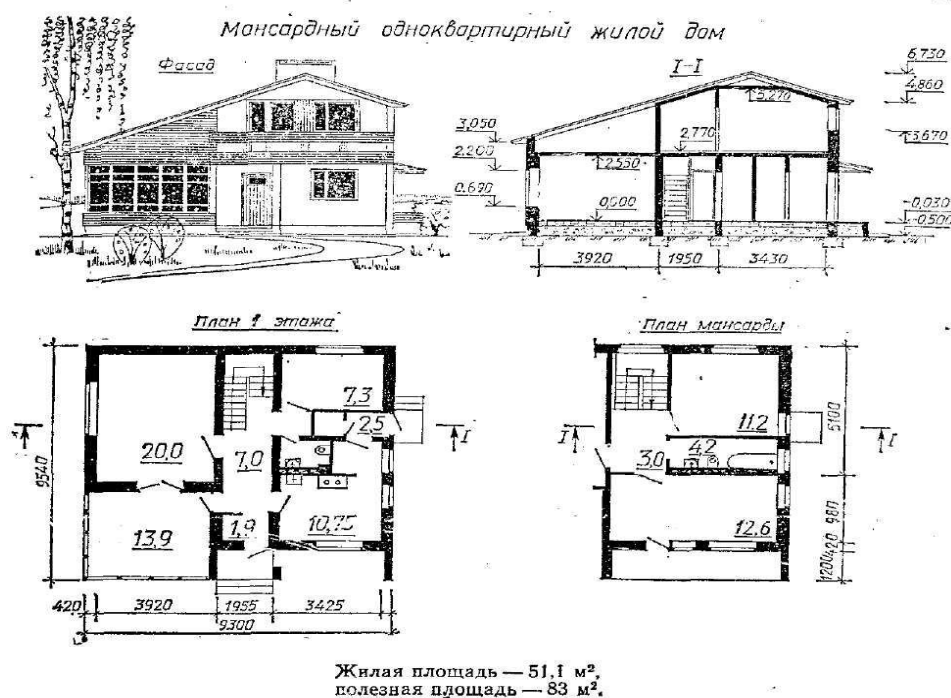 Мансардный одноквартирный жилой дом
Фасад
I-I
6,730
4,860
3,670
3,050
2,200
0,690
5,270
2,770
2,550
0,000
-0,030
-0,500
3920 1950 3430
План 1 этажа
План мансарды
20,0
7,0
7,3
2,5
13,9
1,9
10,75
I
9540
420 3920 1955 3425
9300
11,2
4,2
3,0
12,6
I I
5100
980
420
1200
Жилая площадь — 51,1 м²,
полезная площадь — 83 м².